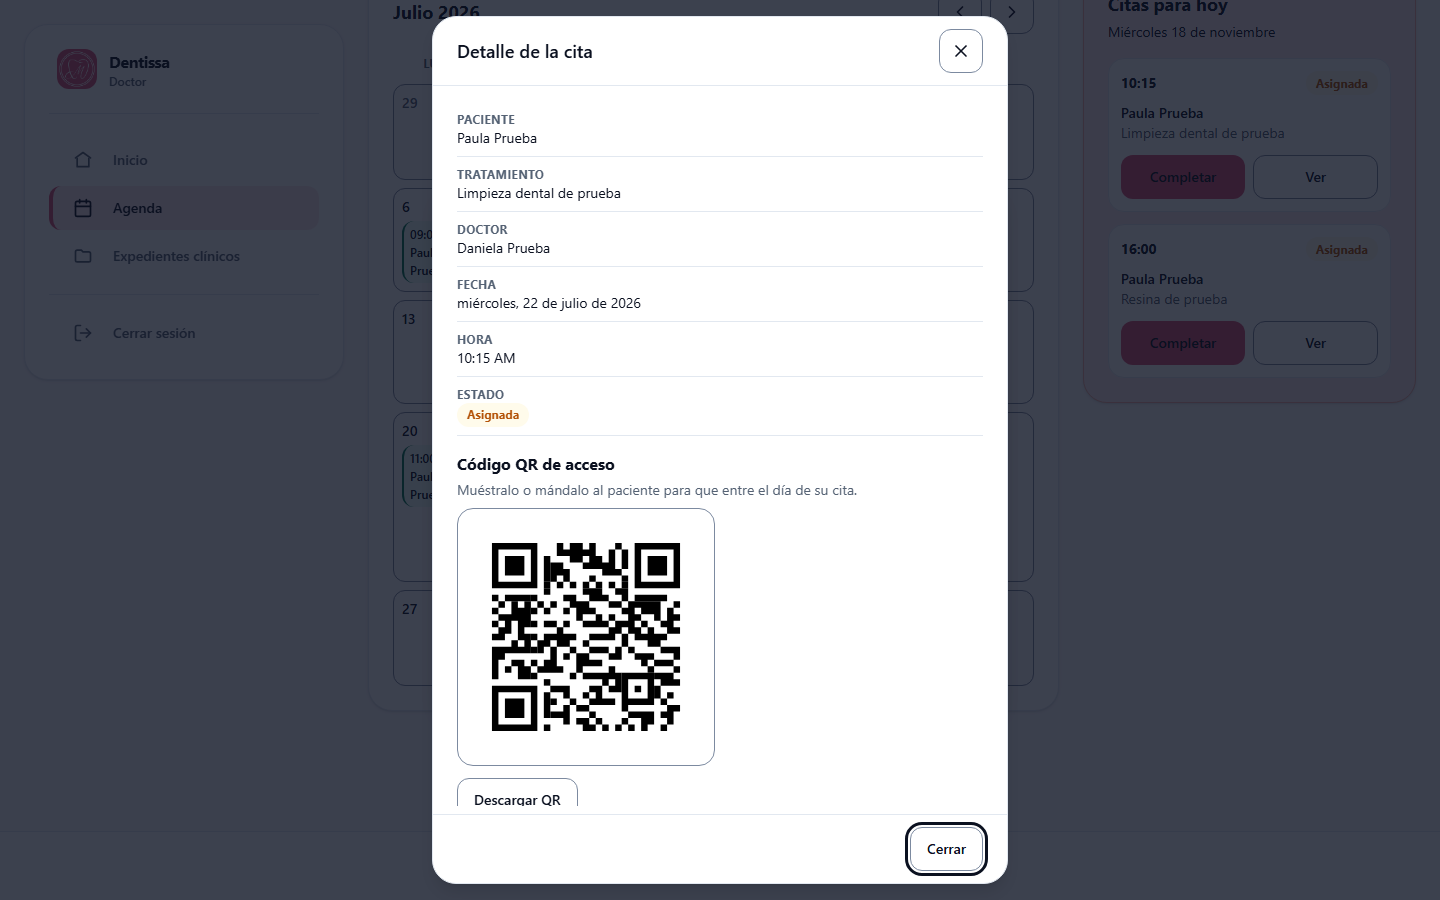 Dentissa
Doctor
Inicio
Agenda
Expedientes clínicos
Cerrar sesión
Julio 2026
29
6
13
20
27
Detalle de la cita
PACIENTE
Paula Prueba
TRATAMIENTO
Limpieza dental de prueba
DOCTOR
Daniela Prueba
FECHA
miércoles, 22 de julio de 2026
HORA
10:15 AM
ESTADO
Asignada
Código QR de acceso
Muéstralo o mándalo al paciente para que entre el día de su cita.
Descargar QR
Cerrar
Citas para hoy
Miércoles 18 de noviembre
10:15 Asignada
Paula Prueba
Limpieza dental de prueba
Completar Ver
16:00 Asignada
Paula Prueba
Resina de prueba
Completar Ver